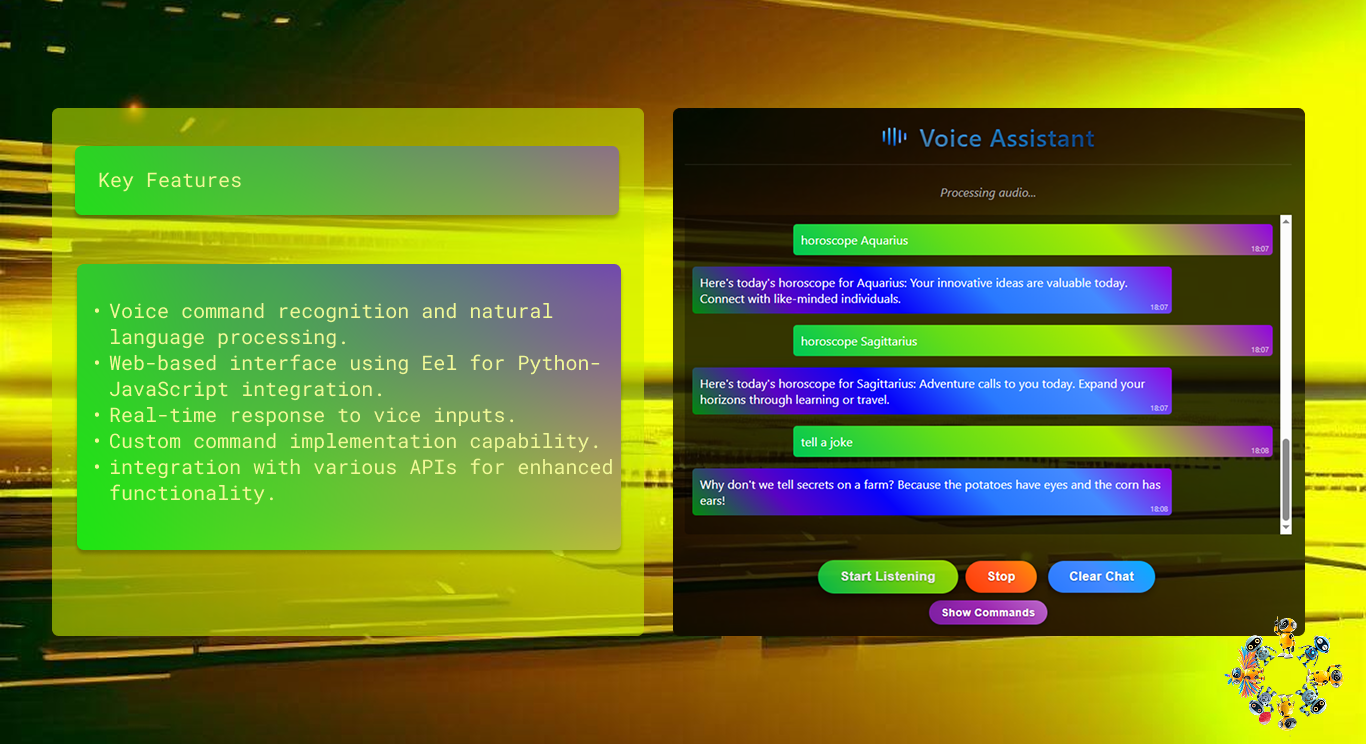 Key Features
• Voice command recognition and natural
language processing.
• Web-based interface using Eel for Python-
JavaScript integration.
• Real-time response to vice inputs.
• Custom command implementation capability.
• integration with various APIs for enhanced
functionality.
Voice Assistant
Processing audio...
horoscope Aquarius
18:07
Here's today's horoscope for Aquarius: Your innovative ideas are valuable today.
Connect with like-minded individuals.
18:07
horoscope Sagittarius
18:07
Here's today's horoscope for Sagittarius: Adventure calls to you today. Expand your
horizons through learning or travel.
18:07
tell a joke
18:08
Why don't we tell secrets on a farm? Because the potatoes have eyes and the corn has
ears!
18:08
Start Listening
Stop
Clear Chat
Show Commands